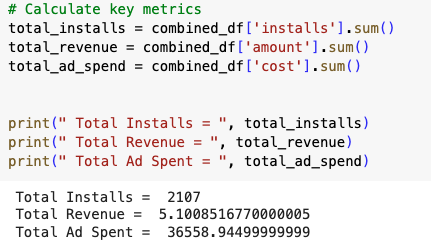 # Calculate key metrics
total_installs = combined_df['installs'].sum()
total_revenue = combined_df['amount'].sum()
total_ad_spend = combined_df['cost'].sum()
print(" Total Installs = ", total_installs)
print(" Total Revenue = ", total_revenue)
print(" Total Ad Spent = ", total_ad_spend)
Total Installs =  2107
Total Revenue =  5.1008516770000005
Total Ad Spent =  36558.94499999999